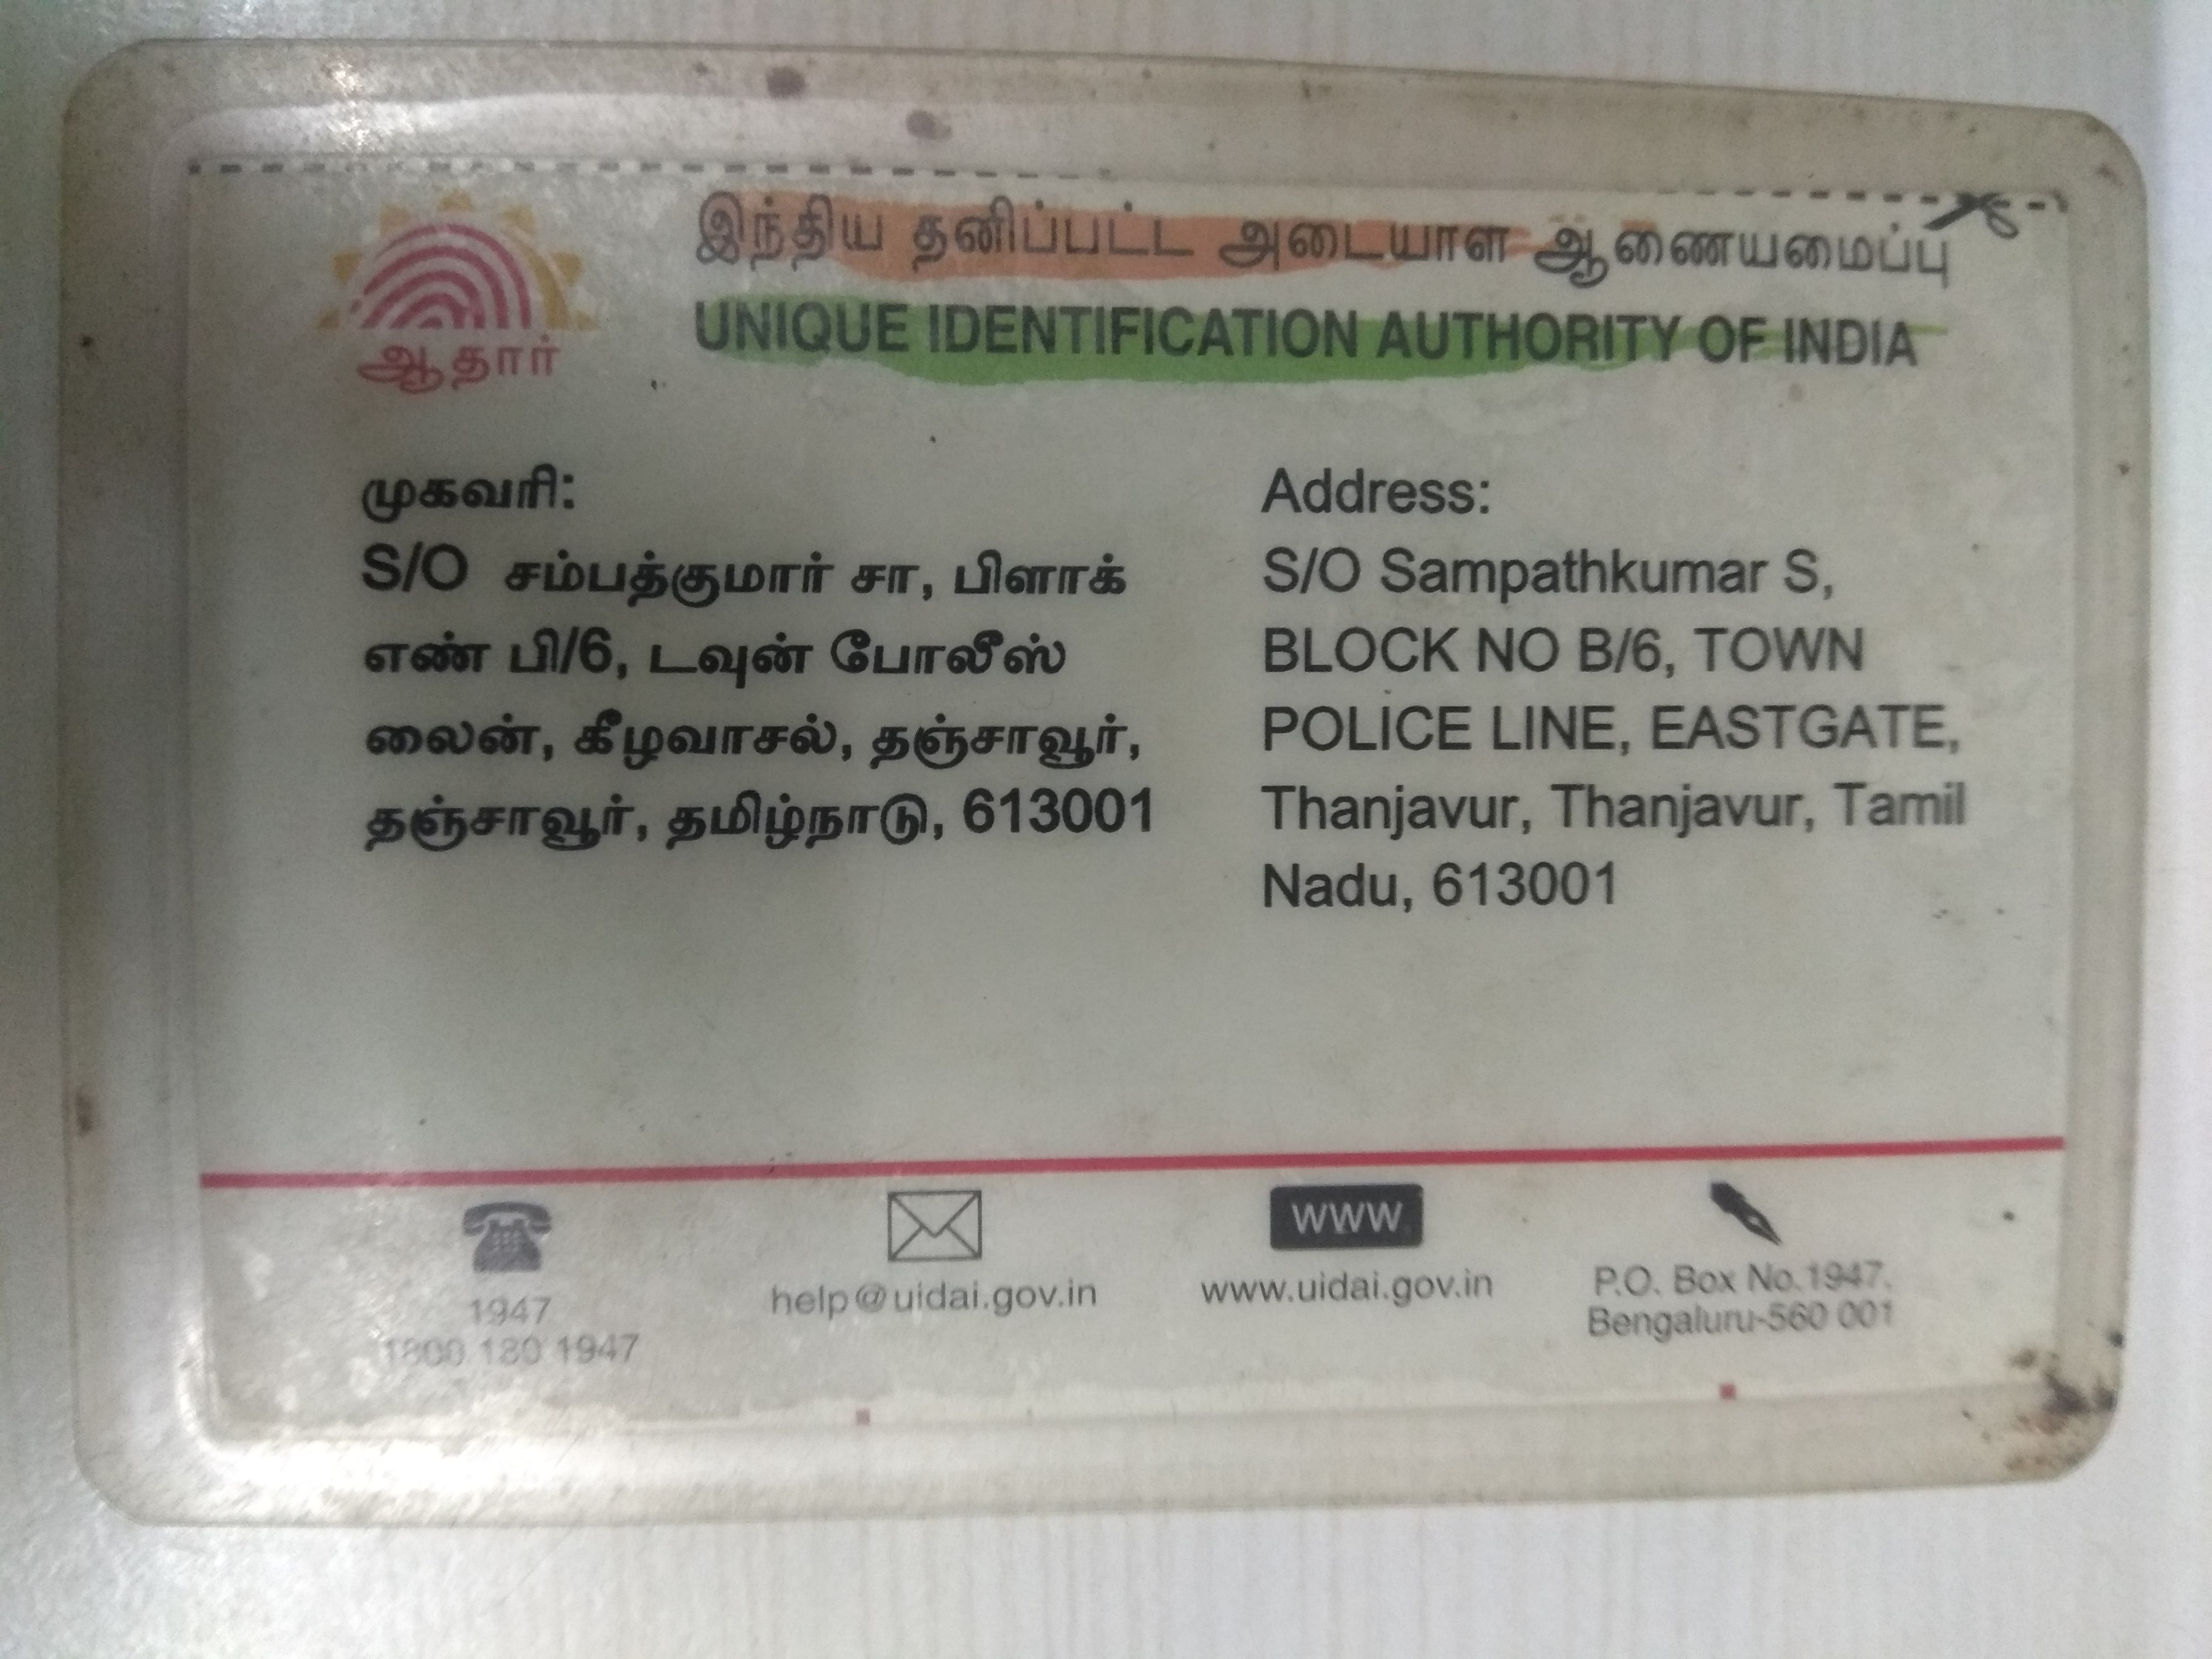 இந்திய தனிப்பட்ட அடையாள ஆணையமைப்பு
UNIQUE IDENTIFICATION AUTHORITY OF INDIA
ஆதார்
முகவரி:
S/O சம்பத்குமார் சா, பிளாக்
எண் பி/6, டவுன் போலீஸ்
லைன், கீழவாசல், தஞ்சாவூர்,
தஞ்சாவூர், தமிழ்நாடு, 613001
Address:
S/O Sampathkumar S,
BLOCK NO B/6, TOWN
POLICE LINE, EASTGATE,
Thanjavur, Thanjavur, Tamil
Nadu, 613001
1947
1800 180 1947
help@uidai.gov.in
WWW
www.uidai.gov.in
P.O. Box No.1947,
Bengaluru-560 001